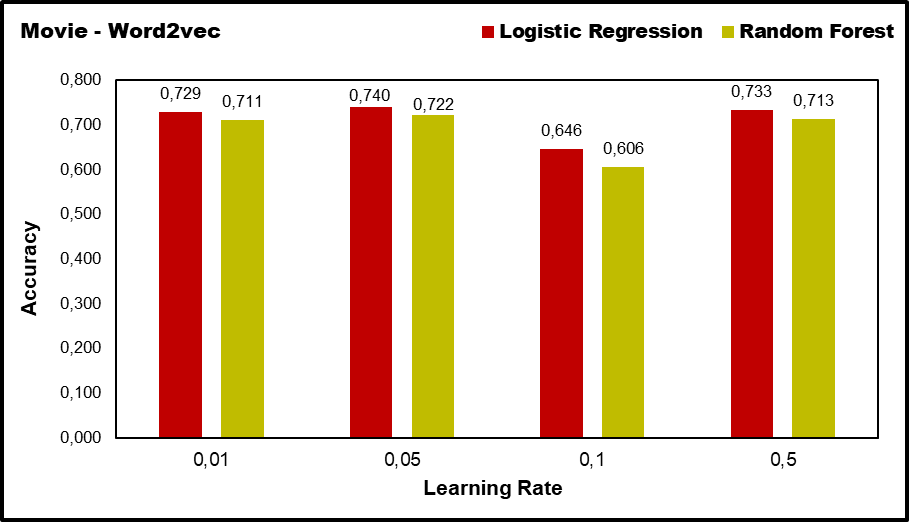 Movie - Word2vec
Logistic Regression Random Forest
0,800
0,700
0,600
0,500
0,400
0,300
0,200
0,100
0,000
Accuracy
0,729 0,711 0,740 0,722 0,646 0,606 0,733 0,713
0,01 0,05 0,1 0,5
Learning Rate